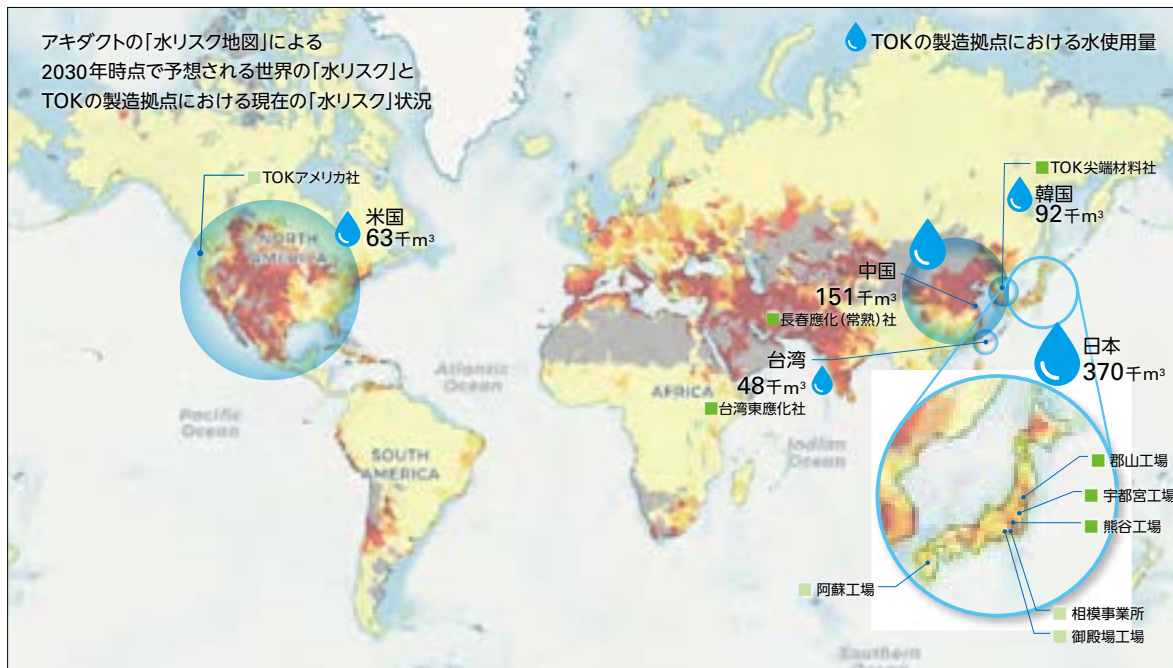 アキダクトの「水リスク地図」による
2030年時点で予想される世界の「水リスク」と
TOKの製造拠点における現在の「水リスク」状況
TOKの製造拠点における水使用量
TOKアメリカ社
米国
63千m³
NORTH
AMERICA
TOK尖端材料社
韓国
92千m³
中国
151千m³
長春應化(常熟)社
台湾
48千m³
台湾東應化社
日本
370千m³
Atlantic
Ocean
AFRICA
Pacific
Ocean
Indian
Ocean
SOUTH
AMERICA
郡山工場
宇都宮工場
熊谷工場
阿蘇工場
相模事業所
御殿場工場
Southern